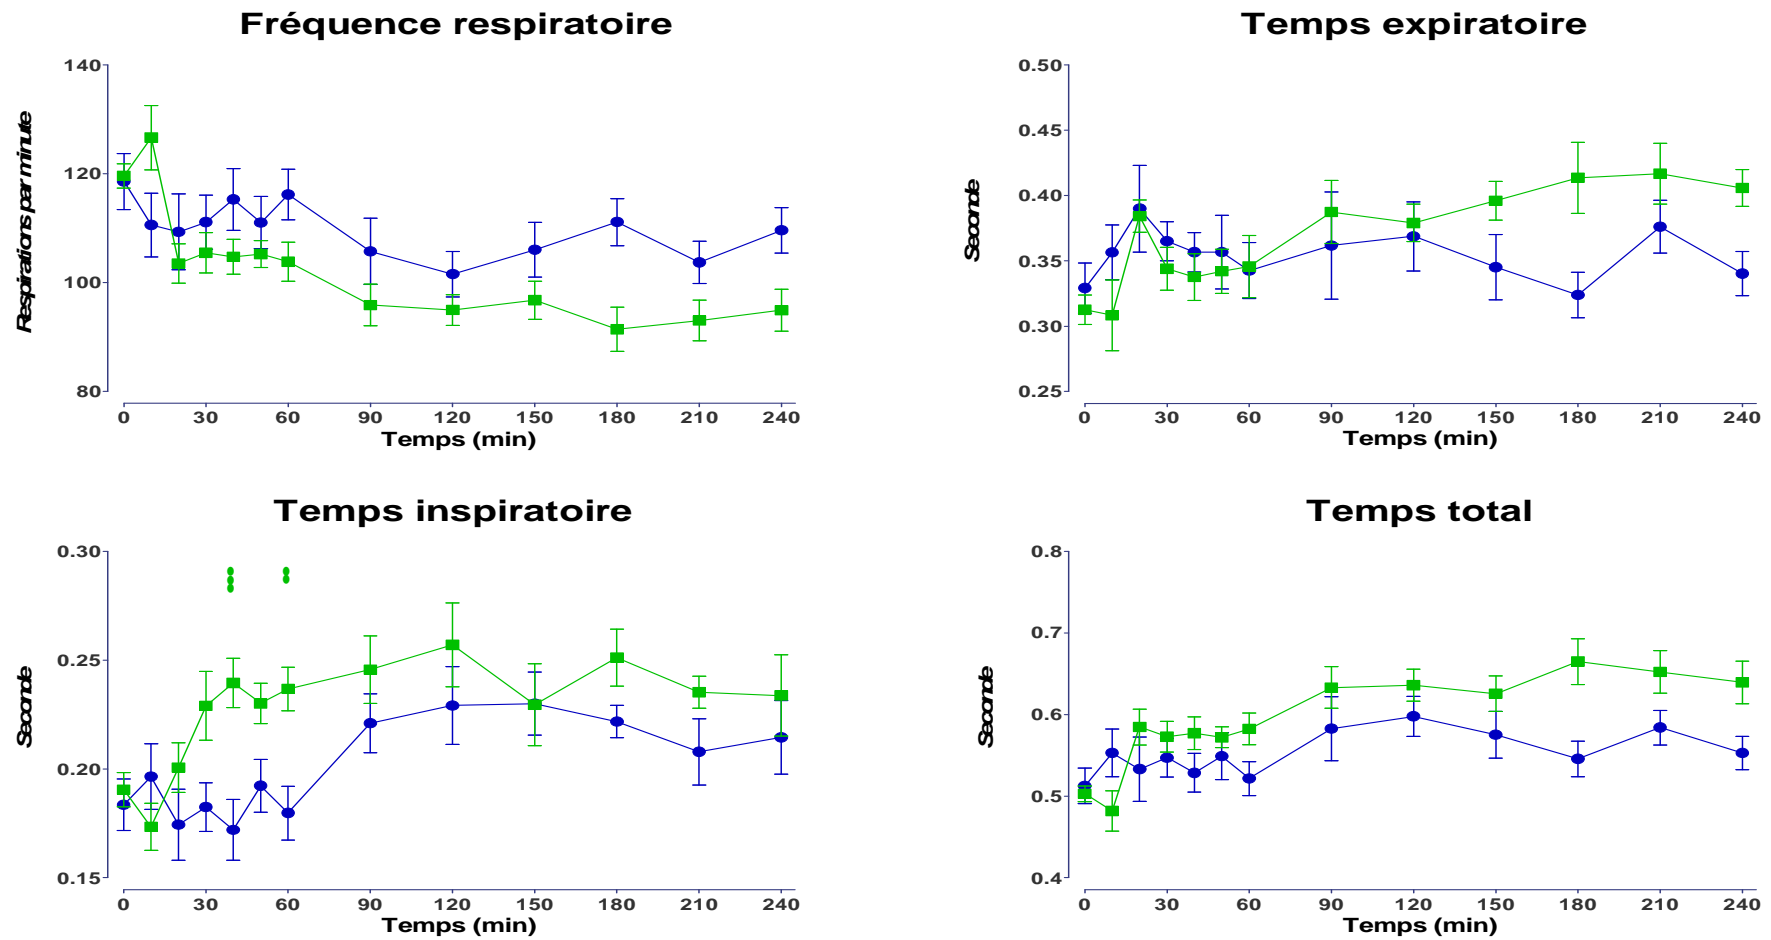 Fréquence respiratoire
140
120
100
80
Respirations par minute
0 30 60 90 120 150 180 210 240
Temps (min)
Temps expiratoire
0.50
0.45
0.40
0.35
0.30
0.25
Seconde
0 30 60 90 120 150 180 210 240
Temps (min)
Temps inspiratoire
0.30
0.25
0.20
0.15
Seconde
0 30 60 90 120 150 180 210 240
Temps (min)
Temps total
0.8
0.7
0.6
0.5
0.4
Seconde
0 30 60 90 120 150 180 210 240
Temps (min)